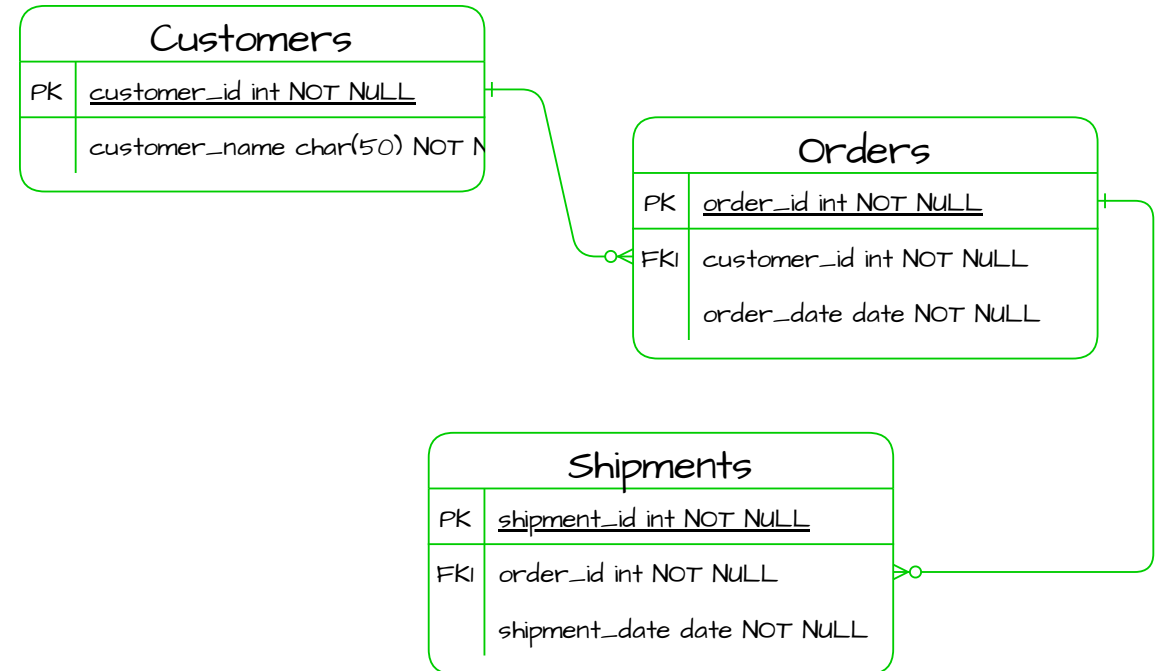 Customers
PK customer_id int NOT NULL
customer_name char(50) NOT N
Orders
PK order_id int NOT NULL
FK1 customer_id int NOT NULL
order_date date NOT NULL
Shipments
PK shipment_id int NOT NULL
FK1 order_id int NOT NULL
shipment_date date NOT NULL